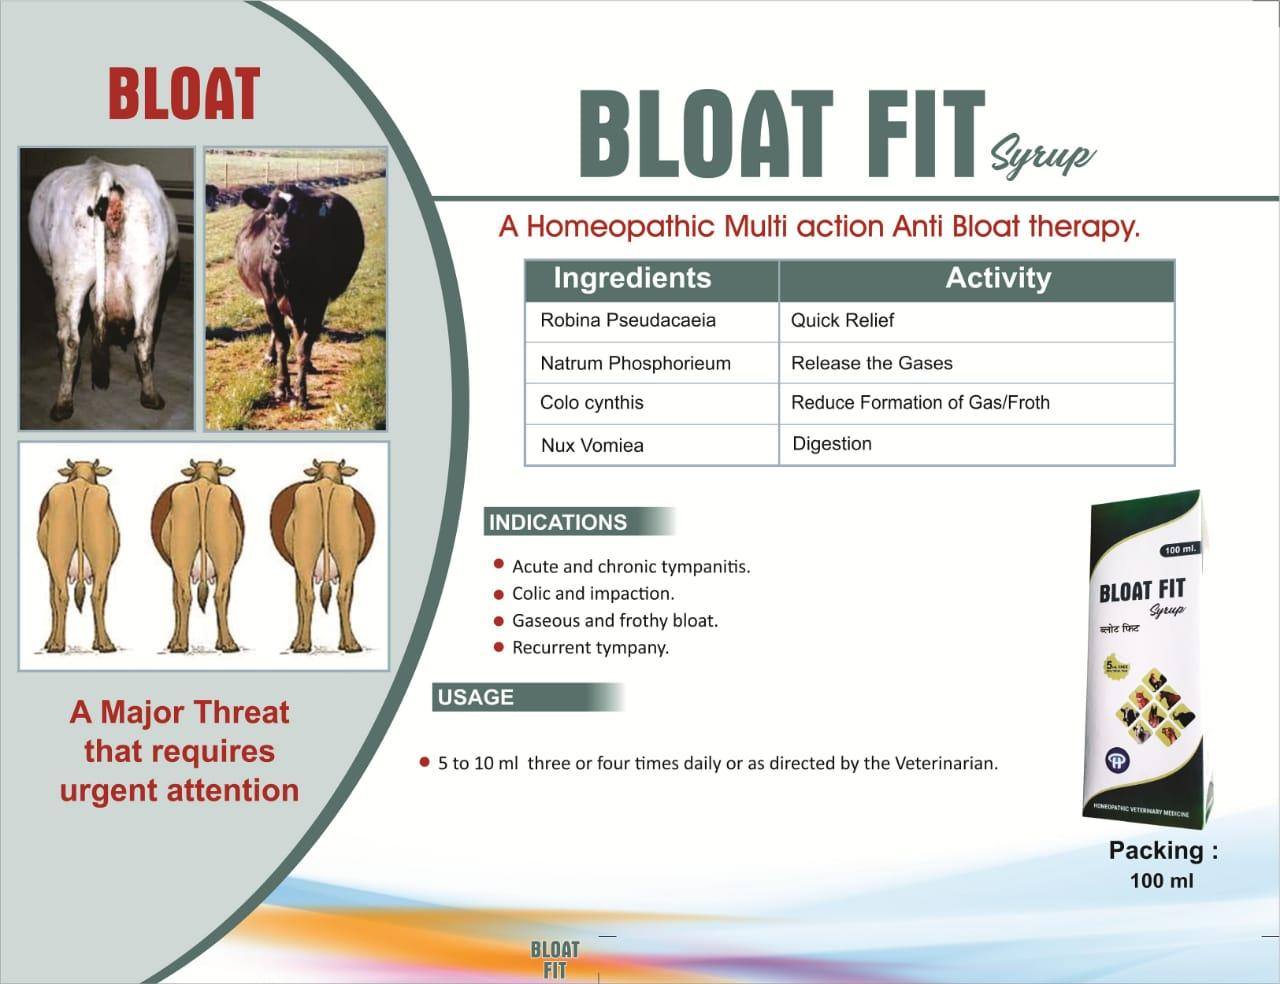 BLOAT
A Major Threat
that requires
urgent attention
BLOAT FIT Syrup
A Homeopathic Multi action Anti Bloat therapy.
Ingredients Activity
Robina Pseudacaeia Quick Relief
Natrum Phosphorieum Release the Gases
Colo cynthis Reduce Formation of Gas/Froth
Nux Vomiea Digestion
INDICATIONS
Acute and chronic tympanitis.
Colic and impaction.
Gaseous and frothy bloat.
Recurrent tympany.
USAGE
5 to 10 ml three or four times daily or as directed by the Veterinarian.
100 ml.
BLOAT FIT
Syrup
ब्लोट फिट
HOMEOPATHIC VETERINARY MEDICINE
Packing :
100 ml
BLOAT
FIT